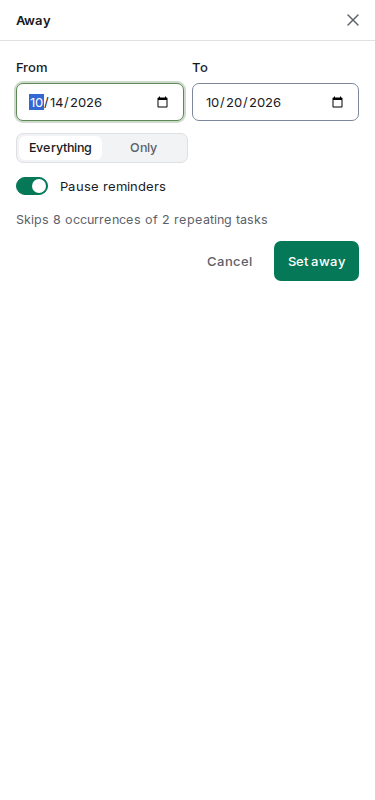 Away
From To
10/14/2026 10/20/2026
Everything Only
Pause reminders
Skips 8 occurrences of 2 repeating tasks
Cancel Set away